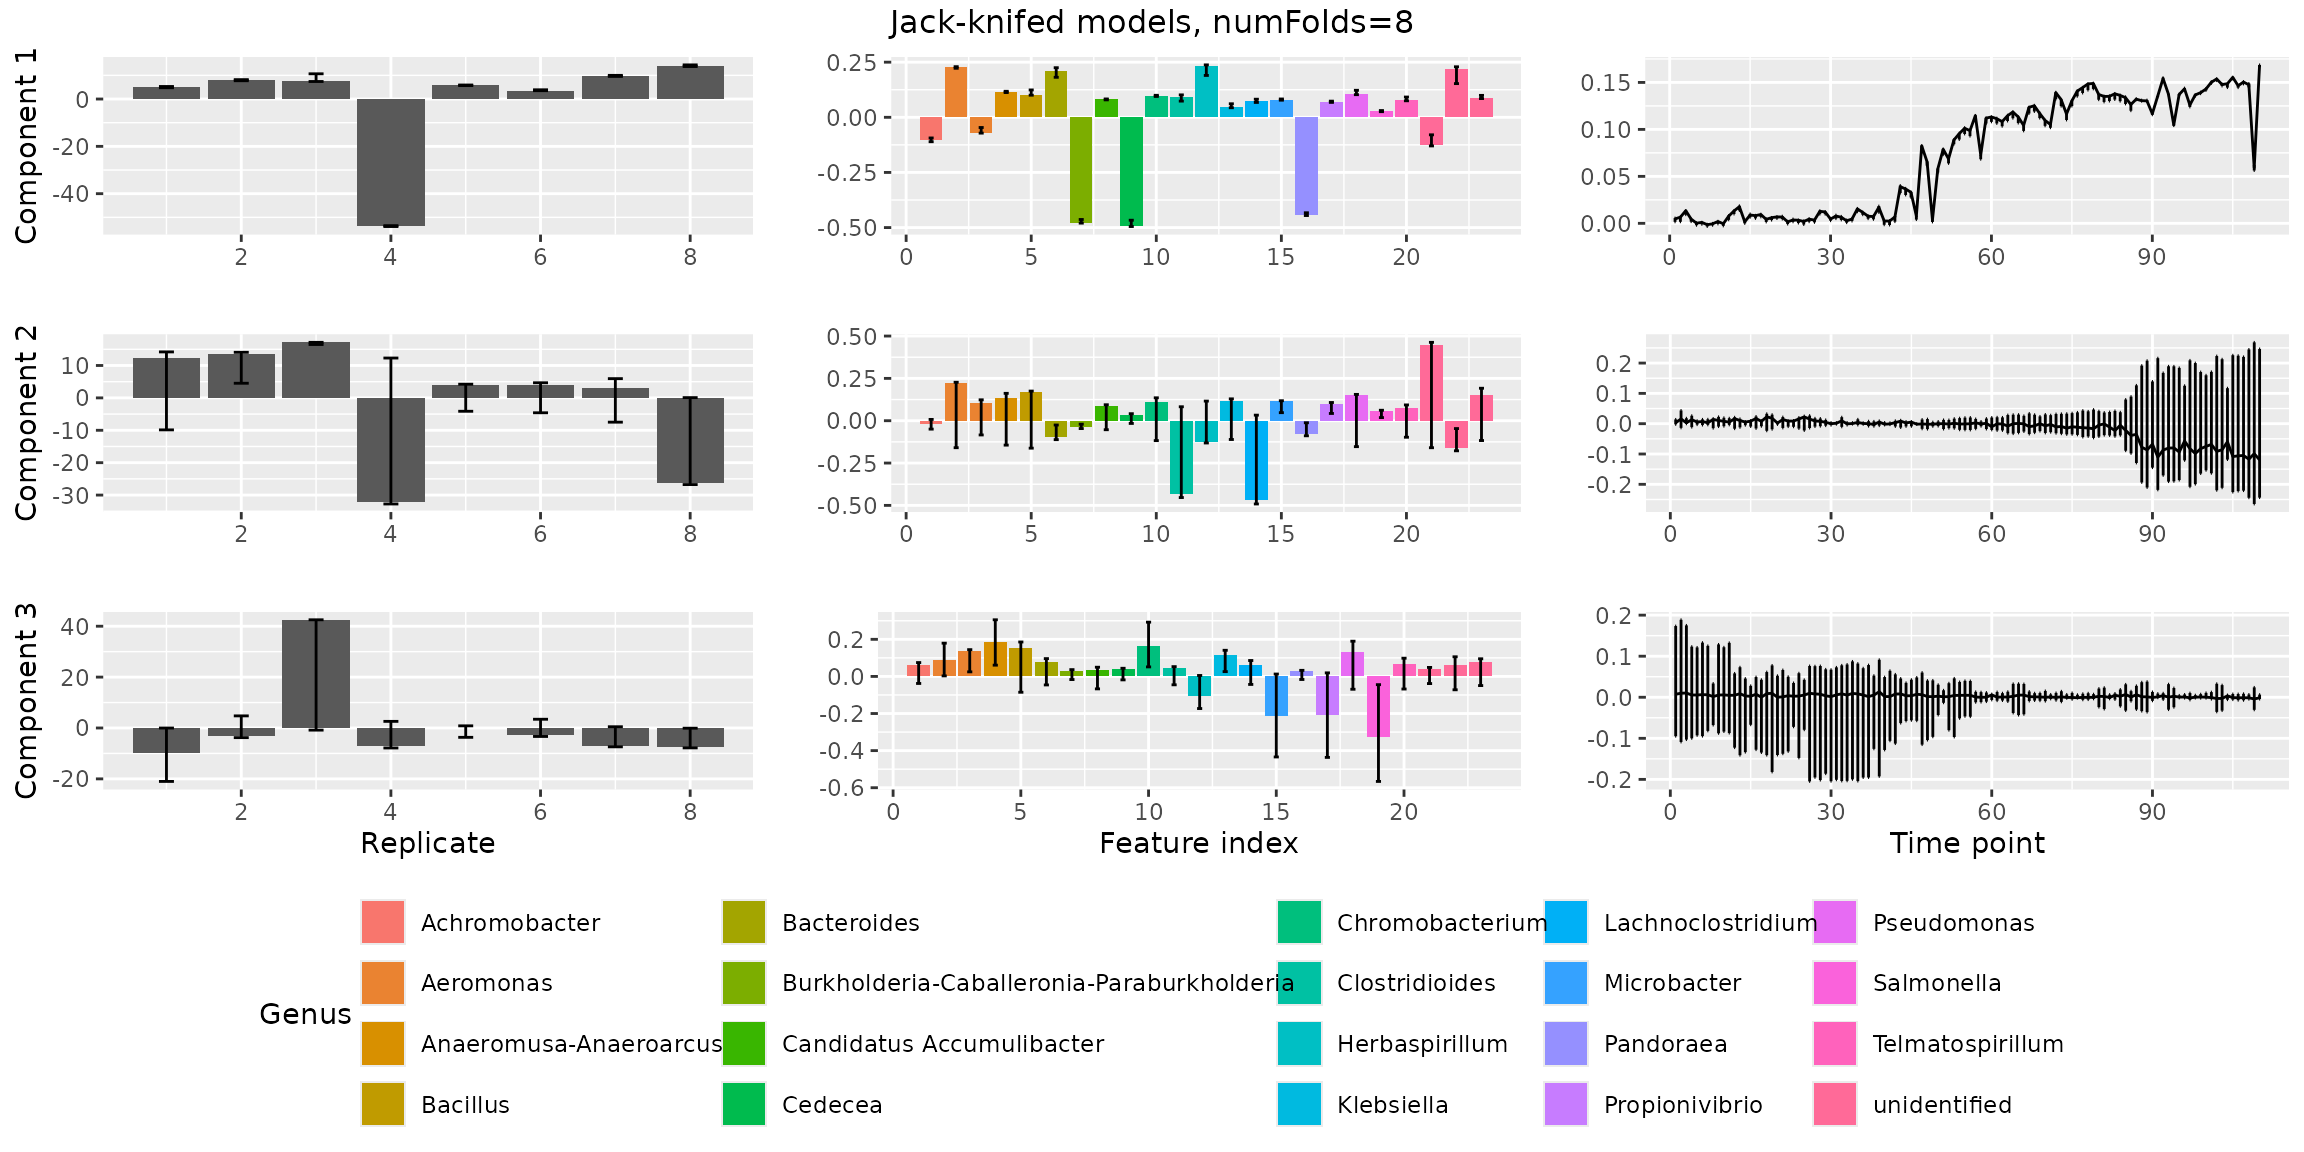 Jack-knifed models, numFolds=8
Component 1
0
-20
-40
2 4 6 8
0.25
0.00
-0.25
-0.50
0 5 10 15 20
0.15
0.10
0.05
0.00
0 30 60 90
Component 2
10
0
-10
-20
-30
2 4 6 8
0.50
0.25
0.00
-0.25
-0.50
0 5 10 15 20
0.2
0.1
0.0
-0.1
-0.2
0 30 60 90
Component 3
40
20
0
-20
2 4 6 8
Replicate
0.2
0.0
-0.2
-0.4
-0.6
0 5 10 15 20
Feature index
0.2
0.1
0.0
-0.1
-0.2
0 30 60 90
Time point
Genus
Achromobacter
Aeromonas
Anaeromusa-Anaeroarcus
Bacillus
Bacteroides
Burkholderia-Caballeronia-Paraburkholderia
Candidatus Accumulibacter
Cedecea
Chromobacterium
Clostridioides
Herbaspirillum
Klebsiella
Lachnoclostridium
Microbacter
Pandoraea
Propionivibrio
Pseudomonas
Salmonella
Telmatospirillum
unidentified